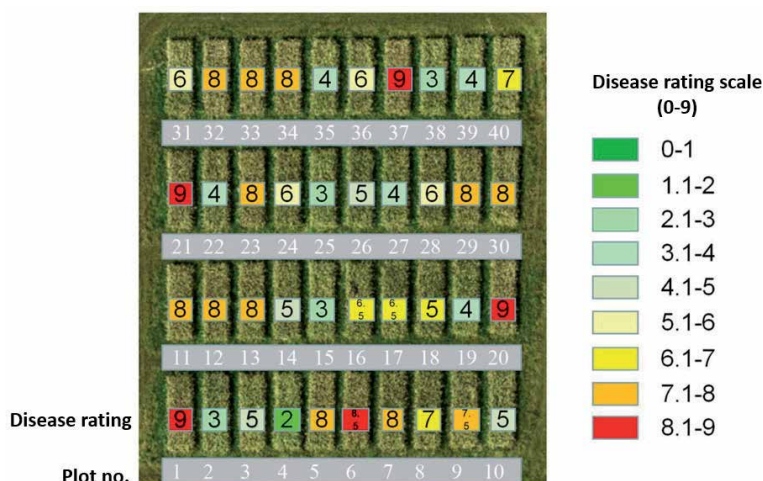 6 8 8 8 4 6 9 3 4 7
31 32 33 34 35 36 37 38 39 40
9 4 8 6 3 5 4 6 8 8
21 22 23 24 25 26 27 28 29 30
8 8 8 5 3 6.5 6.5 5 4 9
11 12 13 14 15 16 17 18 19 20
Disease rating 9 3 5 2 8 8.5 8 7 7.5 5
Plot no. 1 2 3 4 5 6 7 8 9 10
Disease rating scale
(0-9)
0-1
1.1-2
2.1-3
3.1-4
4.1-5
5.1-6
6.1-7
7.1-8
8.1-9